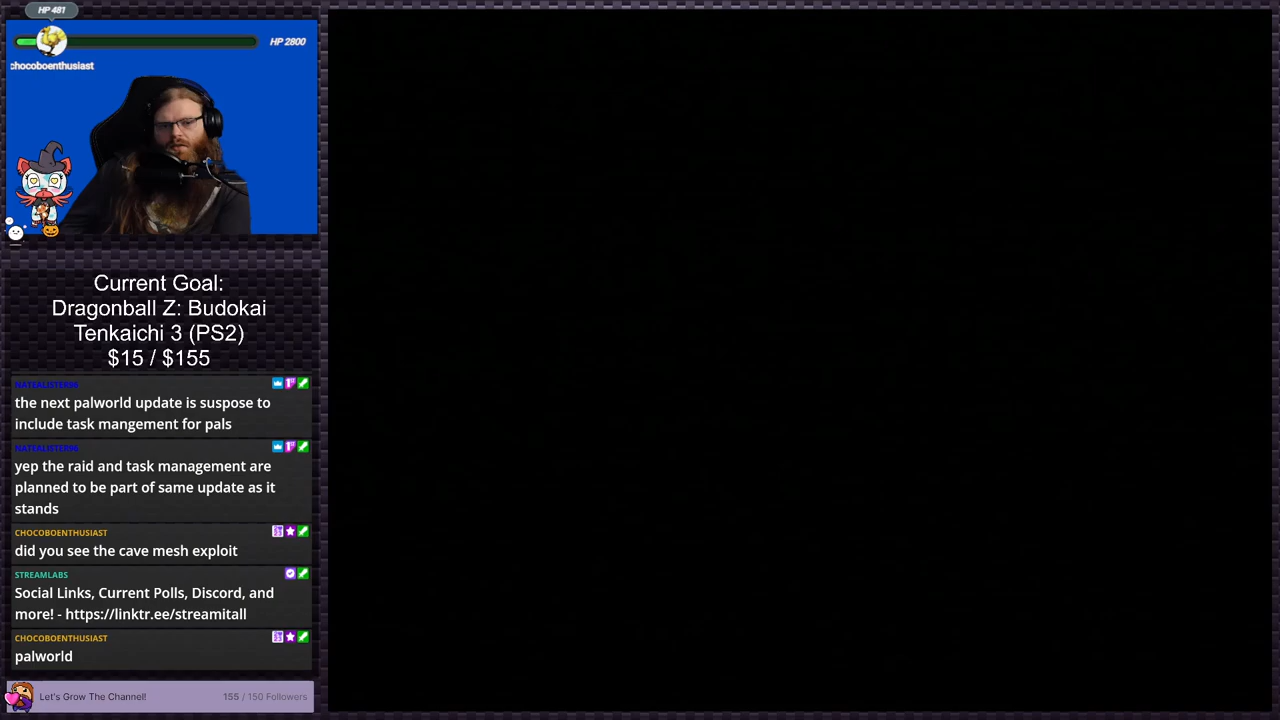 HP 481
HP 2800
chocoboenthusiast
Current Goal:
Dragonball Z: Budokai
Tenkaichi 3 (PS2)
$15 / $155
NATEALISTER96
the next palworld update is suspose to
include task mangement for pals
NATEALISTER96
yep the raid and task management are
planned to be part of same update as it
stands
CHOCOBOENTHUSIAST
did you see the cave mesh exploit
STREAMLABS
Social Links, Current Polls, Discord, and
more! - https://linktr.ee/streamitall
CHOCOBOENTHUSIAST
palworld
Let's Grow The Channel!
155 / 150 Followers